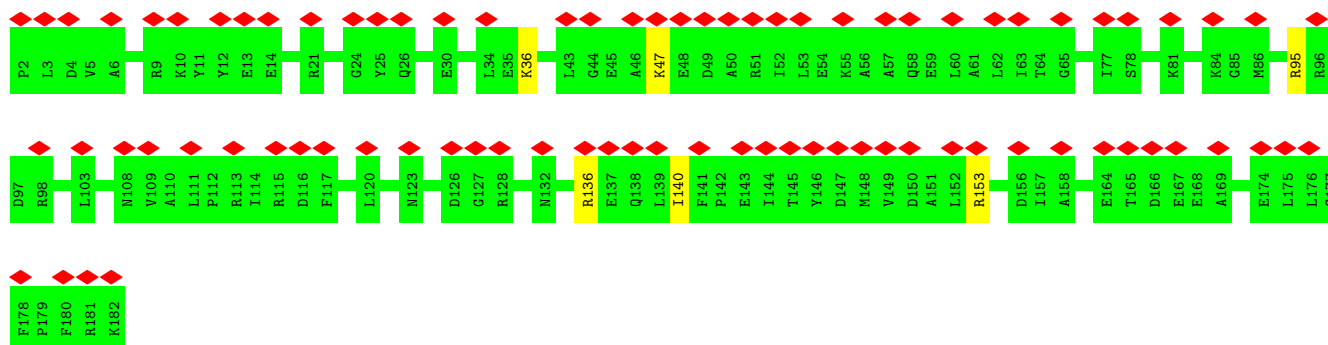 P2 L3 D4 V5 A6 R9 K10 Y11 Y12 E13 E14 R21 G24 Y25 Q26 E30 L34 E35 K36 L43 G44 E45 A46 K47 E48 D49 A50 R51 I52 L53 E54 K55 A56 A57 Q58 E59 L60 A61 L62 I63 T64 G65 I77 S78 K81 K84 G85 M86 R95 R96
D97 R98 L103 N108 V109 A110 L111 P112 R113 I114 R115 D116 F117 L120 N123 D126 G127 R128 N132 R136 E137 Q138 L139 I140 F141 P142 E143 I144 T145 Y146 D147 M148 V149 D150 A151 L152 R153 D156 I157 A158 E164 T165 D166 E167 E168 A169 E174 L175 L176
F178 P179 F180 R181 K182